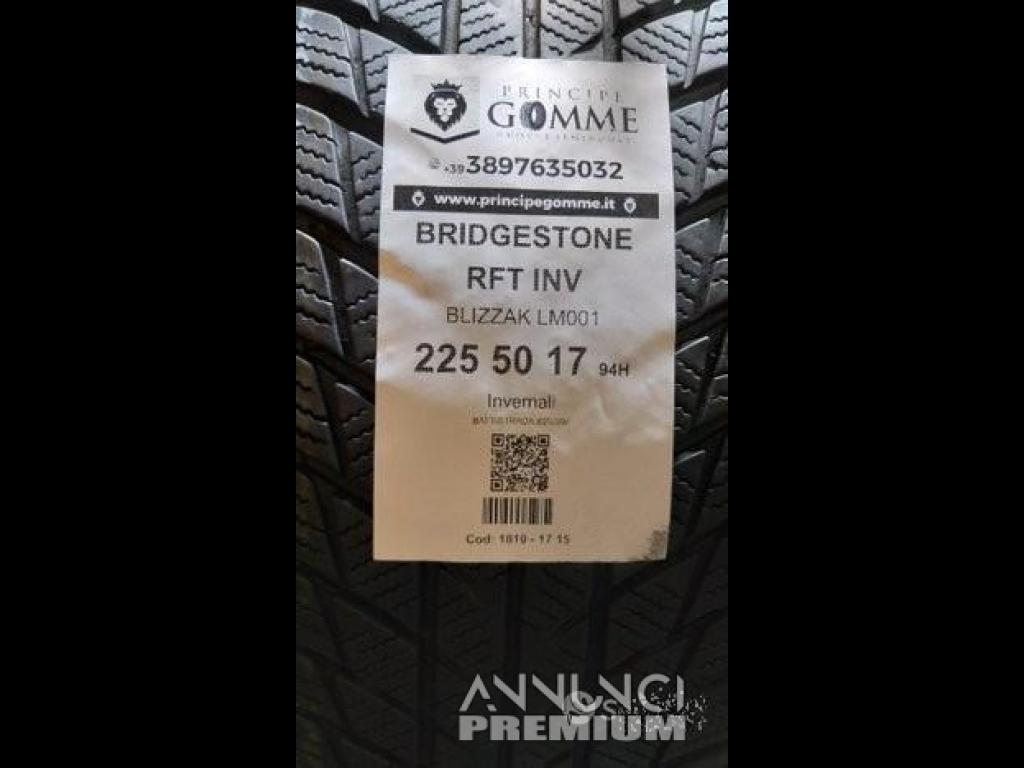 PRINCIPE
GOMME
+39 3897635032
www.principegomme.it
BRIDGESTONE
RFT INV
BLIZZAK LM001
225 50 17 94H
Invernali
Cod: 1819 - 17 15
ANNUNCI
PREMIUM